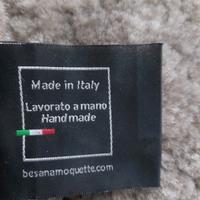 Made in Italy
Lavorato a mano
Hand made
besanamoquette.com